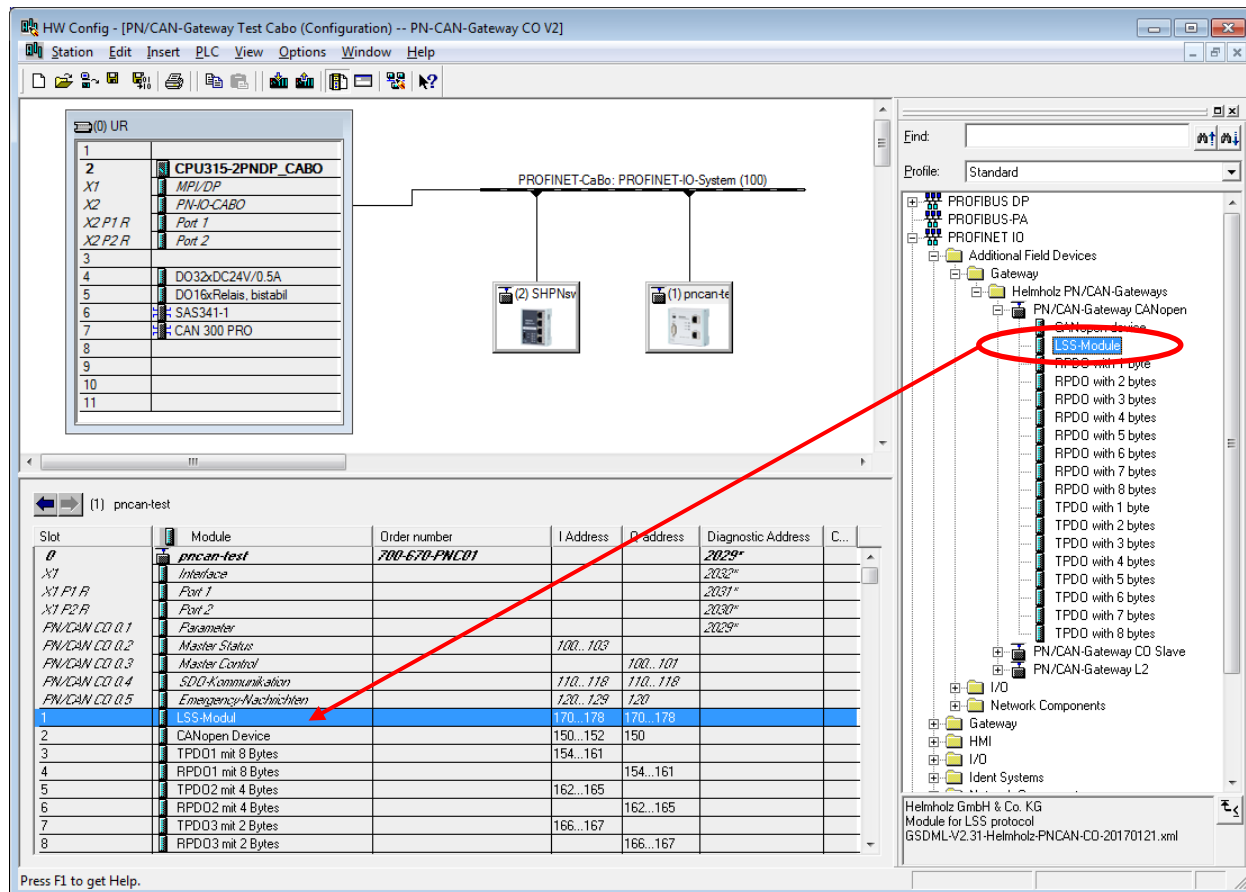 HW Config - [PN/CAN-Gateway Test Cabo (Configuration) -- PN-CAN-Gateway CO V2]
Station Edit Insert PLC View Options Window Help
(0) UR
1
2 CPU315-2PNDP_CABO
X1 MPI/DP
X2 PN-IO-CABO
X2 P1 R Port 1
X2 P2 R Port 2
3
4 DO32xDC24V/0.5A
5 DO16xRelais, bistabil
6 SAS341-1
7 CAN 300 PRO
8
9
10
11
PROFINET-CaBo: PROFINET-IO-System (100)
(2) SHPNsv
(1) pncan-te
(1) pncan-test
Slot Module Order number I Address Q address Diagnostic Address C...
0 pncan-test 700-670-PNC01 2029*
X1 Interface 2032*
X1 P1 R Port 1 2031*
X1 P2 R Port 2 2030*
PN/CAN CO 0.1 Parameter 2029*
PN/CAN CO 0.2 Master Status 100...103
PN/CAN CO 0.3 Master Control 100...101
PN/CAN CO 0.4 SDO-Kommunikation 110...118 110...118
PN/CAN CO 0.5 Emergency-Nachrichten 120...129 120
1 LSS-Modul 170...178 170...178
2 CANopen Device 150...152 150
3 TPDO1 mit 8 Bytes 154...161
4 RPDO1 mit 8 Bytes 154...161
5 TPDO2 mit 4 Bytes 162...165
6 RPDO2 mit 4 Bytes 162...165
7 TPDO3 mit 2 Bytes 166...167
8 RPDO3 mit 2 Bytes 166...167
Find:
Profile: Standard
PROFIBUS DP
PROFIBUS-PA
PROFINET IO
Additional Field Devices
Gateway
Helmholz PN/CAN-Gateways
PN/CAN-Gateway CANopen
CANopen device
LSS-Module
RPDO with 1 byte
RPDO with 2 bytes
RPDO with 3 bytes
RPDO with 4 bytes
RPDO with 5 bytes
RPDO with 6 bytes
RPDO with 7 bytes
RPDO with 8 bytes
TPDO with 1 byte
TPDO with 2 bytes
TPDO with 3 bytes
TPDO with 4 bytes
TPDO with 5 bytes
TPDO with 6 bytes
TPDO with 7 bytes
TPDO with 8 bytes
PN/CAN-Gateway CO Slave
PN/CAN-Gateway L2
I/O
Network Components
Gateway
HMI
I/O
Ident Systems
Helmholz GmbH & Co. KG
Module for LSS protocol
GSDML-V2.31-Helmholz-PNCAN-CO-20170121.xml
Press F1 to get Help.